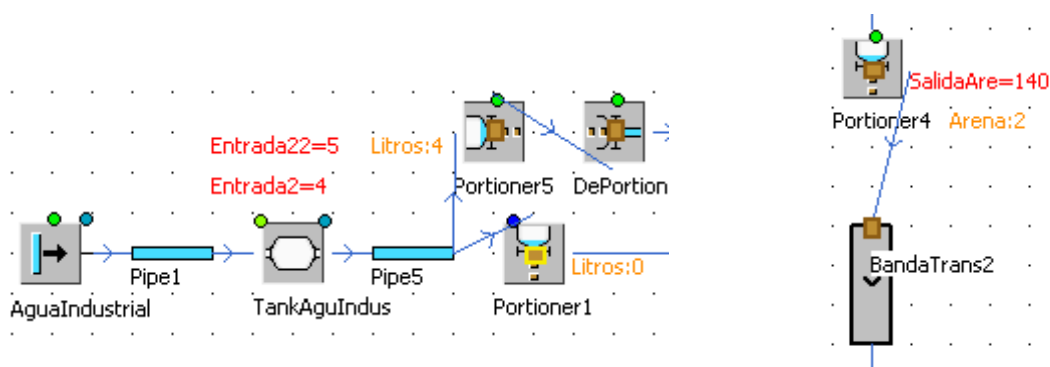 Entrada22=5
Litros:4
Entrada2=4
Portioner5
DePortion
Pipe1
Pipe5
Litros:0
AguaIndustrial
TankAguIndus
Portioner1
SalidaAre=140
Portioner4
Arena:2
BandaTrans2